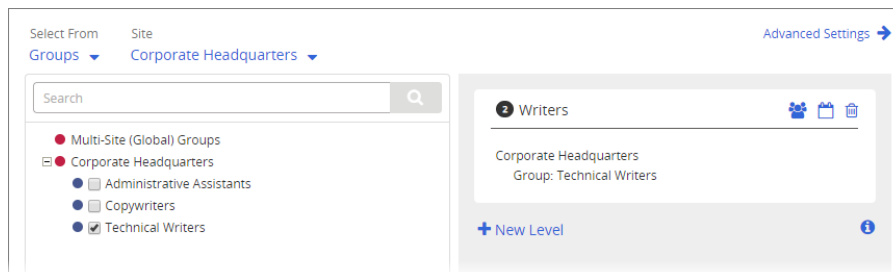 Select From Site
Groups Corporate Headquarters
Advanced Settings
Search
Multi-Site (Global) Groups
Corporate Headquarters
Administrative Assistants
Copywriters
Technical Writers
2 Writers
Corporate Headquarters
Group: Technical Writers
New Level